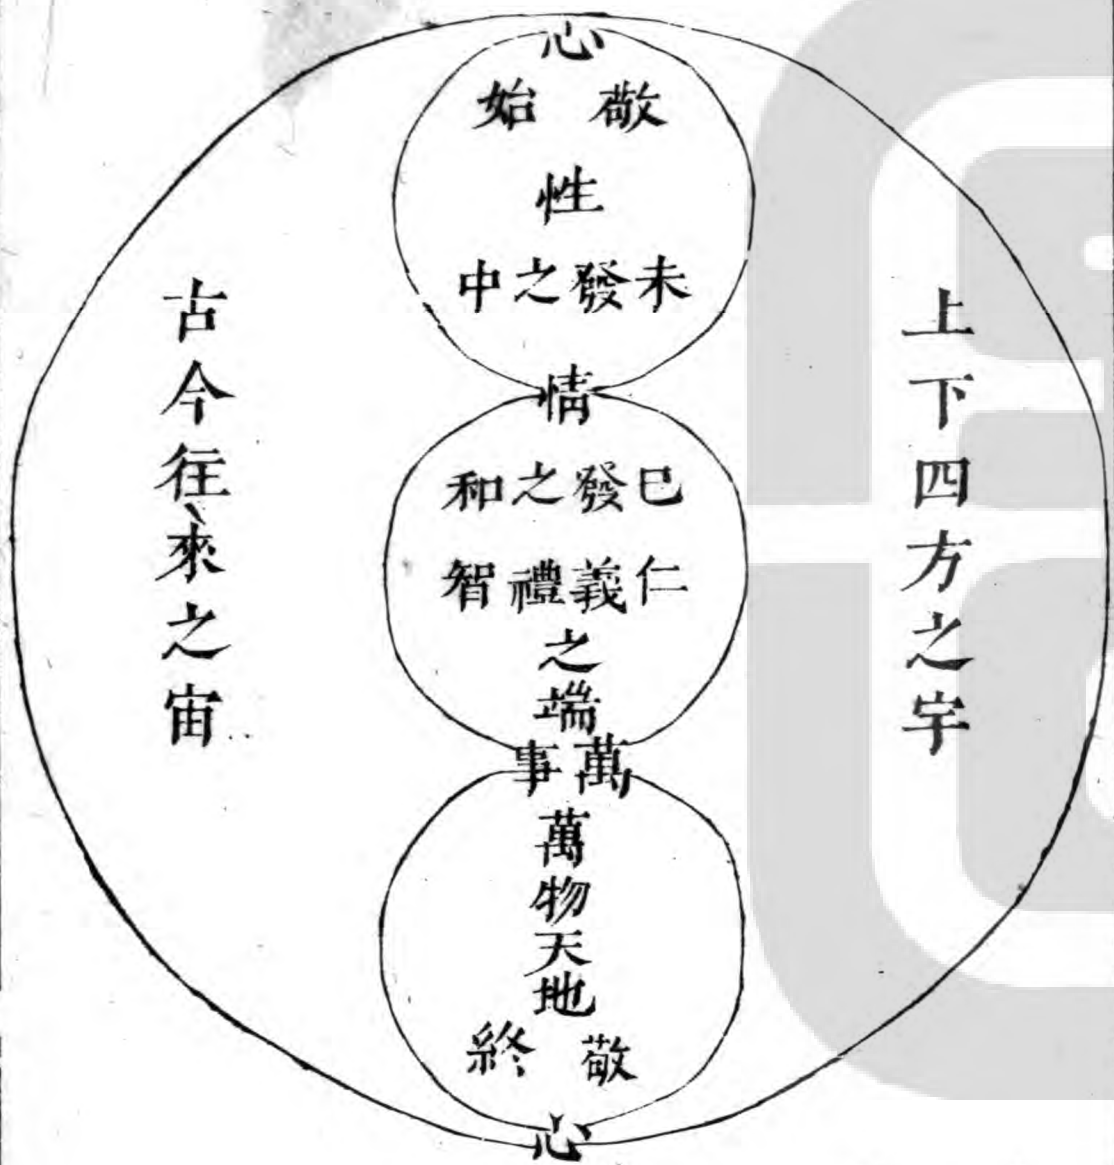 心
敬始
性
未發之中
情
巳發之和
仁義禮智
之
端
萬事
萬
物
天
地
敬終
心
上下四方之宇
古今往來之宙